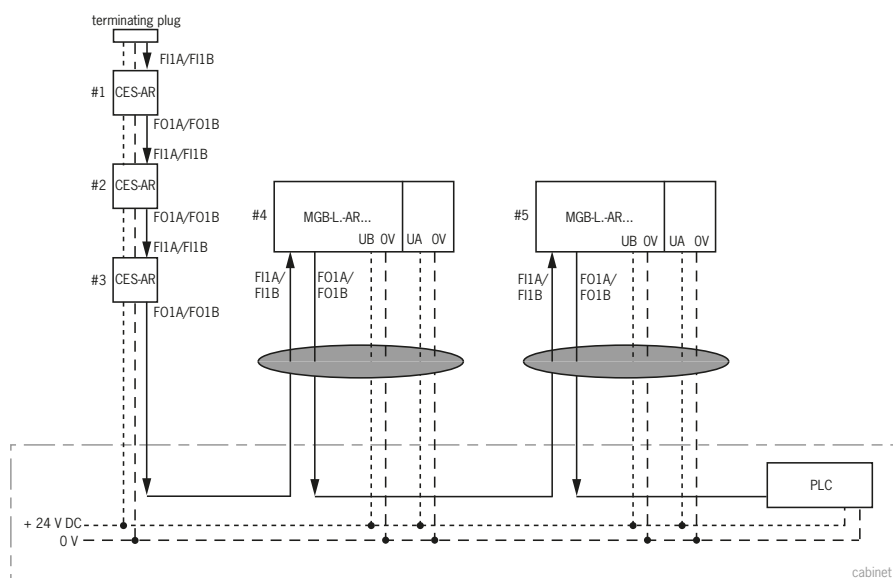 terminating plug
FI1A/FI1B
#1 CES-AR
FO1A/FO1B
FI1A/FI1B
#2 CES-AR
FO1A/FO1B
FI1A/FI1B
#3 CES-AR
FO1A/FO1B
#4 MGB-L.-AR...
UB 0V UA 0V
FI1A/
FI1B
FO1A/
FO1B
#5 MGB-L.-AR...
UB 0V UA 0V
FI1A/
FI1B
FO1A/
FO1B
PLC
+ 24 V DC
0 V
cabinet